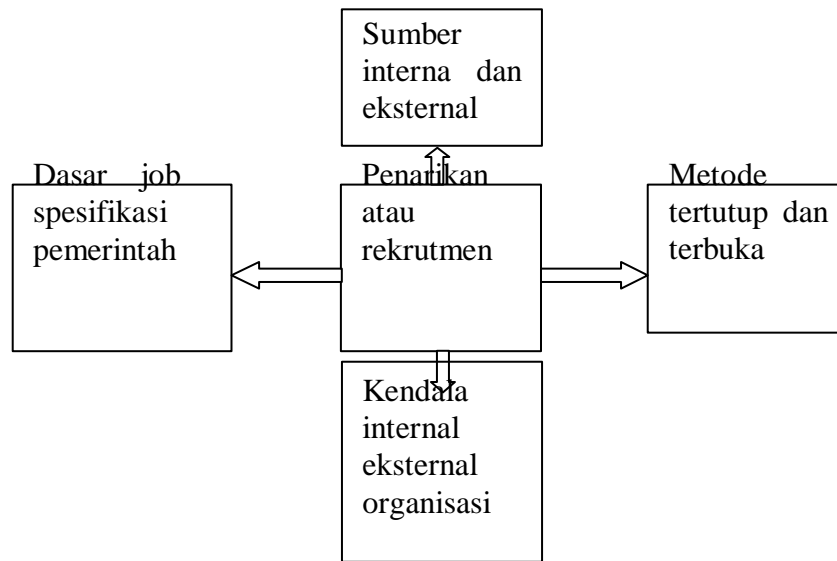 Sumber
interna dan
eksternal
Dasar job
spesifikasi
pemerintah
Penarikan
atau
rekrutmen
Metode
tertutup dan
terbuka
Kendala
internal
eksternal
organisasi